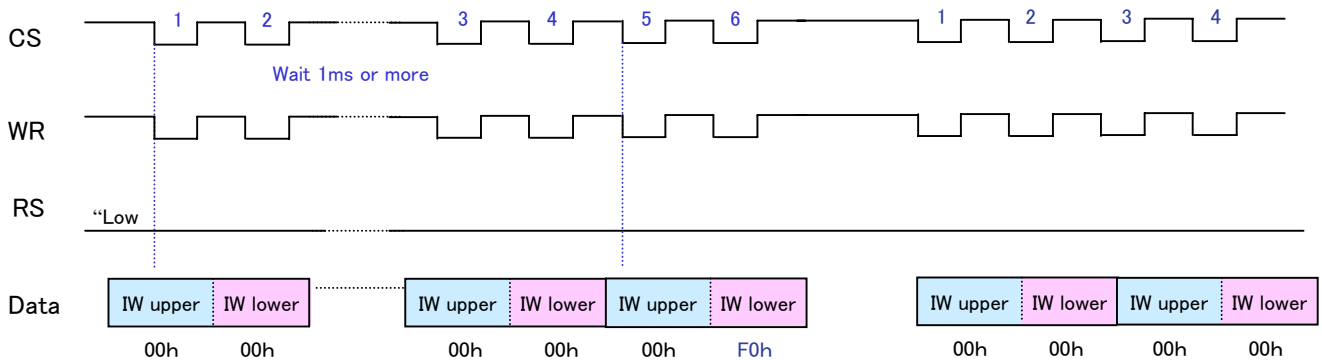 CS 1 2 3 4 5 6 1 2 3 4
Wait 1ms or more
WR
RS “Low
Data IW upper IW lower IW upper IW lower IW upper IW lower IW upper IW lower IW upper IW lower
00h 00h 00h 00h 00h F0h 00h 00h 00h 00h